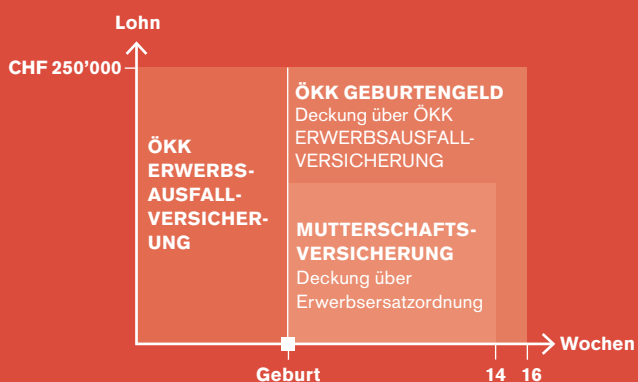 Lohn
CHF 250’000
ÖKK GEBURTENGELD
Deckung über ÖKK
ERWERBSAUSFALL-
VERSICHERUNG
ÖKK
ERWERBS-
AUSFALL-
VERSICHER-
UNG
MUTTERSCHAFTS-
VERSICHERUNG
Deckung über
Erwerbsersatzordnung
Wochen
Geburt
14 16